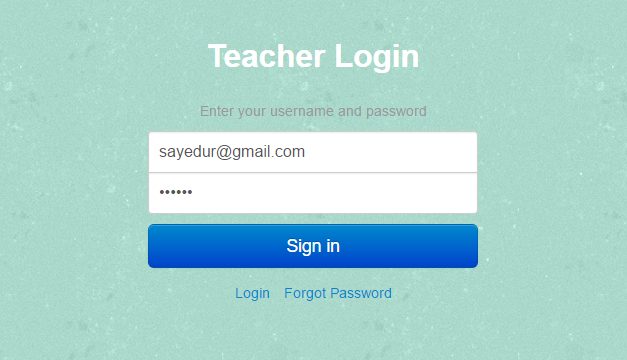 Teacher Login
Enter your username and password
sayedur@gmail.com
••••••
Sign in
Login Forgot Password